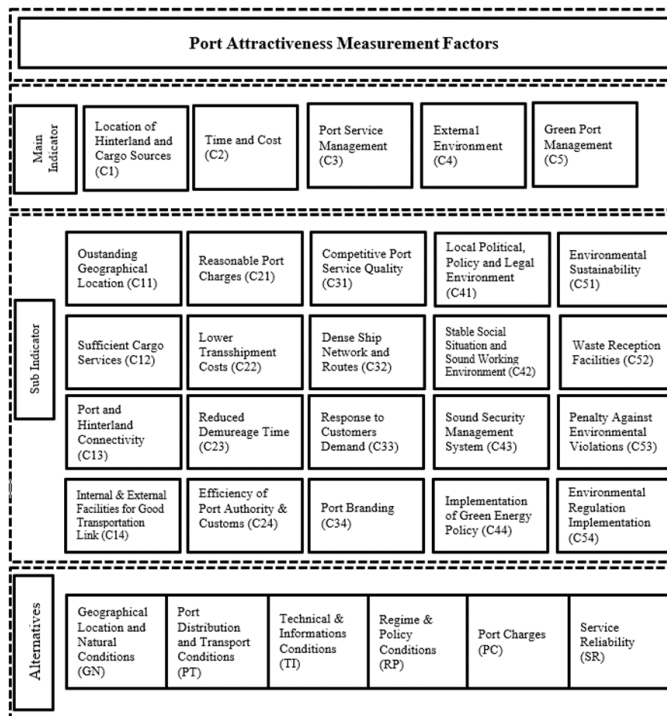 Port Attractiveness Measurement Factors
Main
Indicator
Location of
Hinterland and
Cargo Sources
(C1)
Time and Cost
(C2)
Port Service
Management
(C3)
External
Environment
(C4)
Green Port
Management
(C5)
Sub Indicator
Oustanding
Geographical
Location (C11)
Reasonable Port
Charges (C21)
Competitive Port
Service Quality
(C31)
Local Political,
Policy and Legal
Environment
(C41)
Environmental
Sustainability
(C51)
Sufficient Cargo
Services (C12)
Lower
Transshipment
Costs (C22)
Dense Ship
Network and
Routes (C32)
Stable Social
Situation and
Sound Working
Environment (C42)
Waste Reception
Facilities (C52)
Port and
Hinterland
Connectivity
(C13)
Reduced
Demureage Time
(C23)
Response to
Customers
Demand (C33)
Sound Security
Management
System (C43)
Penalty Against
Environmental
Violations (C53)
Internal & External
Facilities for Good
Transportation
Link (C14)
Efficiency of
Port Authority &
Customs (C24)
Port Branding
(C34)
Implementation
of Green Energy
Policy (C44)
Environmental
Regulation
Implementation
(C54)
Alternatives
Geographical
Location and
Natural
Conditions
(GN)
Port
Distribution
and Transport
Conditions
(PT)
Technical &
Informations
Conditions
(TI)
Regime &
Policy
Conditions
(RP)
Port Charges
(PC)
Service
Reliability
(SR)